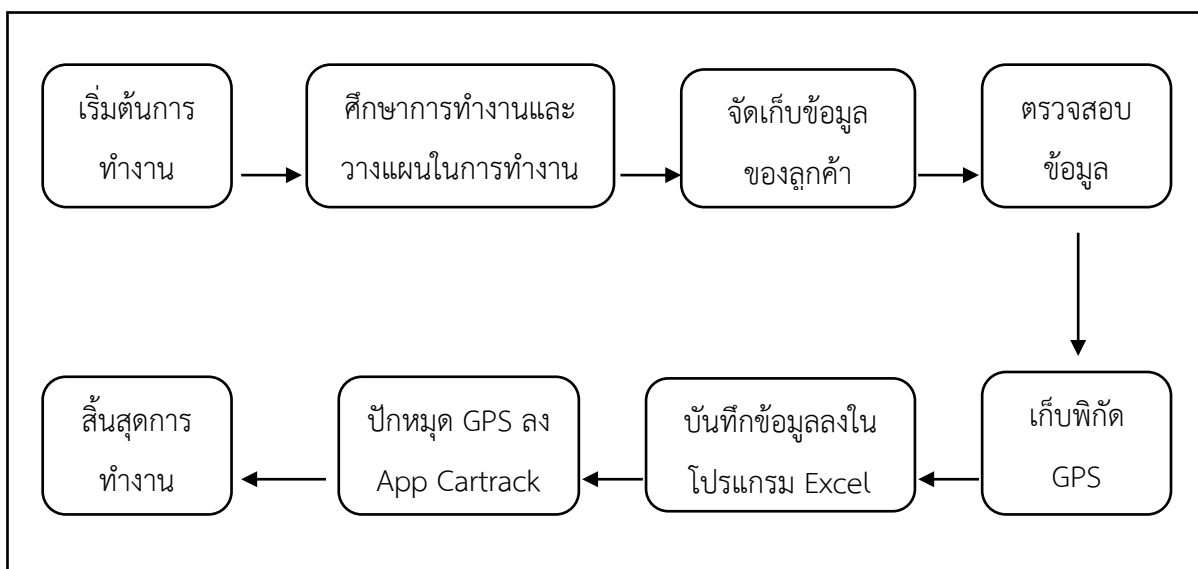 เริ่มต้นการ
ทำงาน
ศึกษาการทำงานและ
วางแผนในการทำงาน
จัดเก็บข้อมูล
ของลูกค้า
ตรวจสอบ
ข้อมูล
เก็บพิกัด
GPS
บันทึกข้อมูลลงใน
โปรแกรม Excel
ปักหมุด GPS ลง
App Cartrack
สิ้นสุดการ
ทำงาน